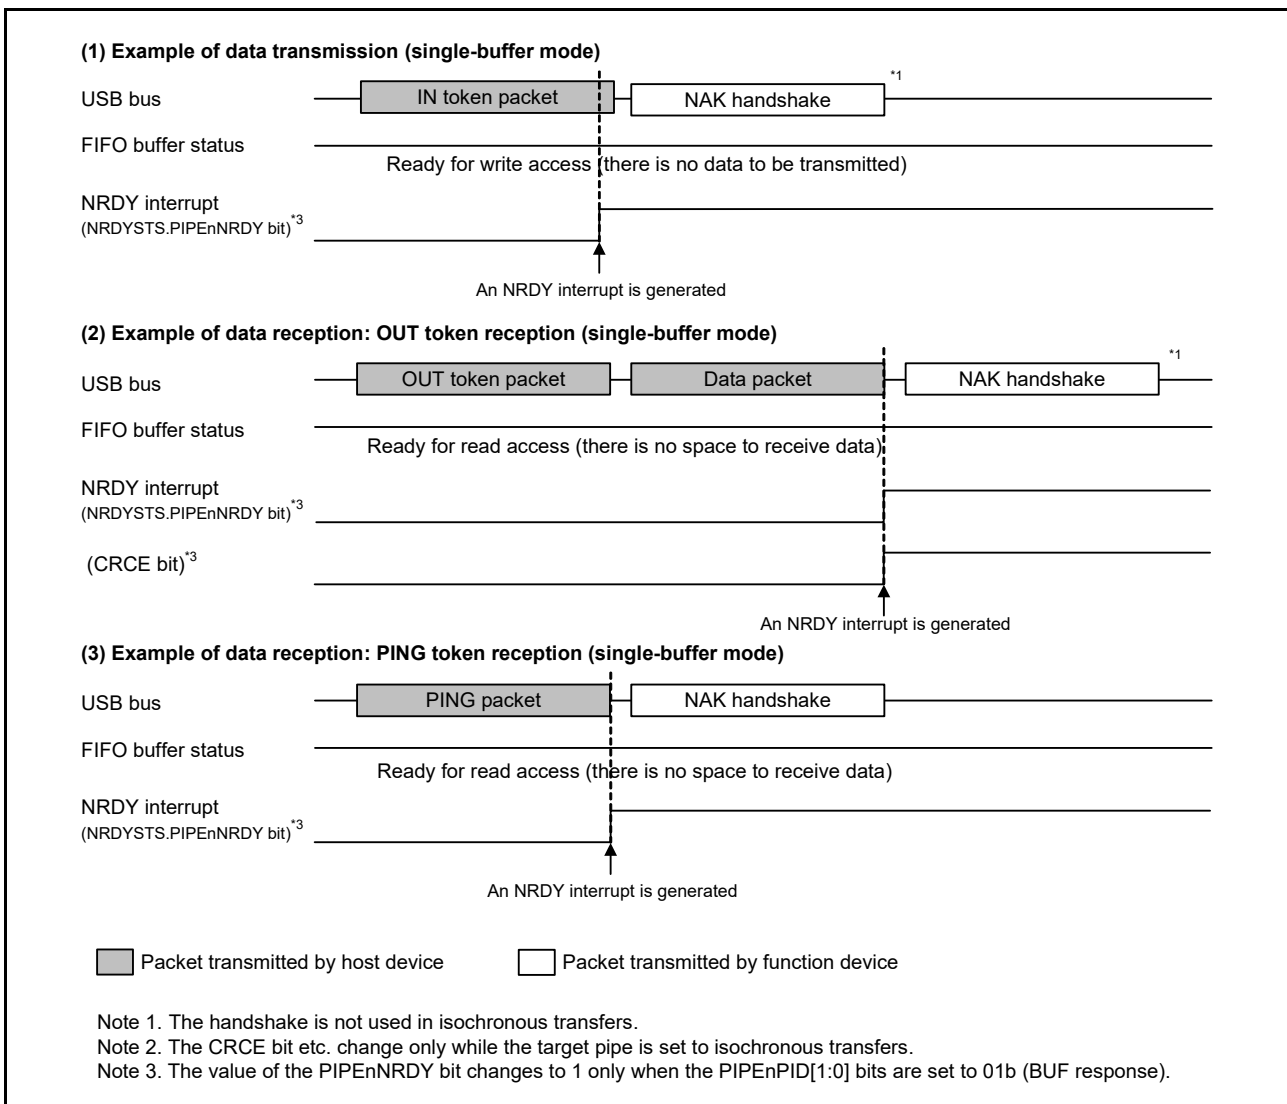 (1) Example of data transmission (single-buffer mode)
USB bus
IN token packet
NAK handshake
*1
FIFO buffer status
Ready for write access (there is no data to be transmitted)
NRDY interrupt
(NRDYSTS.PIPEnNRDY bit)*3
An NRDY interrupt is generated
(2) Example of data reception: OUT token reception (single-buffer mode)
USB bus
OUT token packet
Data packet
NAK handshake
*1
FIFO buffer status
Ready for read access (there is no space to receive data)
NRDY interrupt
(NRDYSTS.PIPEnNRDY bit)*3
(CRCE bit)*3
An NRDY interrupt is generated
(3) Example of data reception: PING token reception (single-buffer mode)
USB bus
PING packet
NAK handshake
FIFO buffer status
Ready for read access (there is no space to receive data)
NRDY interrupt
(NRDYSTS.PIPEnNRDY bit)*3
An NRDY interrupt is generated
Packet transmitted by host device
Packet transmitted by function device
Note 1. The handshake is not used in isochronous transfers.
Note 2. The CRCE bit etc. change only while the target pipe is set to isochronous transfers.
Note 3. The value of the PIPEnNRDY bit changes to 1 only when the PIPEnPID[1:0] bits are set to 01b (BUF response).